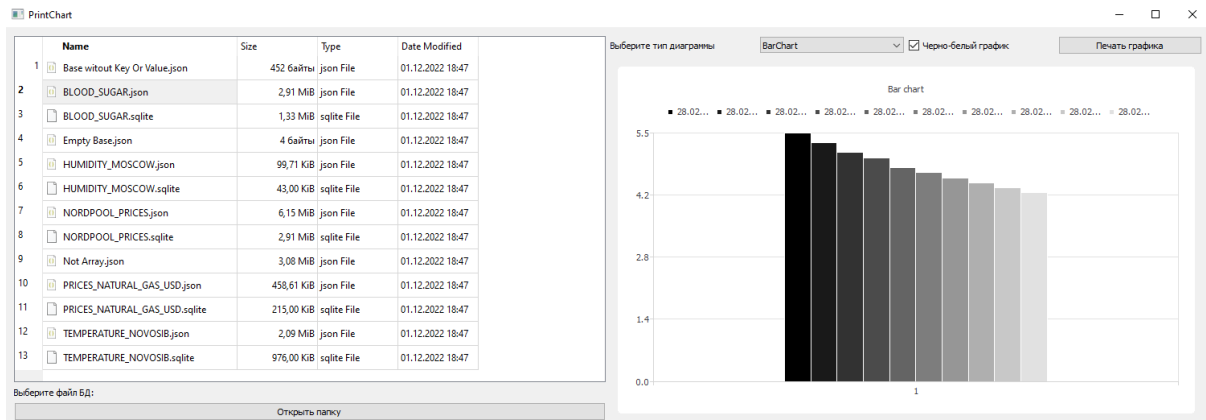 PrintChart
Name Size Type Date Modified
1 Base witout Key Or Value.json 452 байты json File 01.12.2022 18:47
2 BLOOD_SUGAR.json 2,91 MiB json File 01.12.2022 18:47
3 BLOOD_SUGAR.sqlite 1,33 MiB sqlite File 01.12.2022 18:47
4 Empty Base.json 4 байты json File 01.12.2022 18:47
5 HUMIDITY_MOSCOW.json 99,71 KiB json File 01.12.2022 18:47
6 HUMIDITY_MOSCOW.sqlite 43,00 KiB sqlite File 01.12.2022 18:47
7 NORDPOOL_PRICES.json 6,15 MiB json File 01.12.2022 18:47
8 NORDPOOL_PRICES.sqlite 2,91 MiB sqlite File 01.12.2022 18:47
9 Not Array.json 3,08 MiB json File 01.12.2022 18:47
10 PRICES_NATURAL_GAS_USD.json 458,61 KiB json File 01.12.2022 18:47
11 PRICES_NATURAL_GAS_USD.sqlite 215,00 KiB sqlite File 01.12.2022 18:47
12 TEMPERATURE_NOVOSIB.json 2,09 MiB json File 01.12.2022 18:47
13 TEMPERATURE_NOVOSIB.sqlite 976,00 KiB sqlite File 01.12.2022 18:47
Выберите файл БД:
Открыть папку
Выберите тип диаграммы BarChart Черно-белый график Печать графика
Bar chart
28.02... 28.02... 28.02... 28.02... 28.02... 28.02... 28.02... 28.02... 28.02... 28.02...
5.5
4.2
2.8
1.4
0.0
1